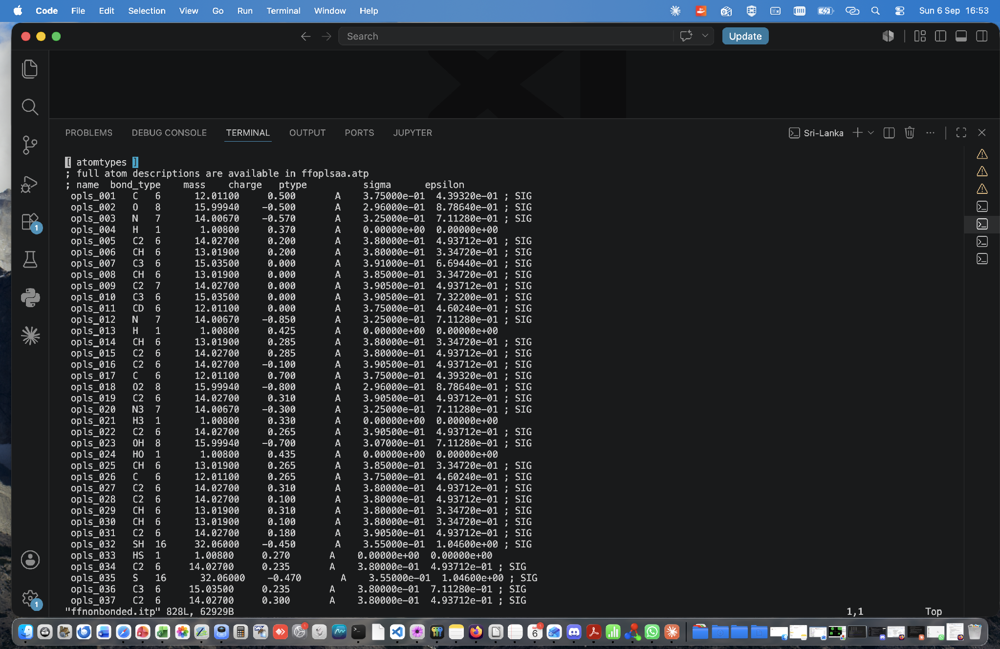 Code File Edit Selection View Go Run Terminal Window Help Sun 6 Sep 16:53
Search Update
PROBLEMS DEBUG CONSOLE TERMINAL OUTPUT PORTS JUPYTER Sri-Lanka
[ atomtypes ]
; full atom descriptions are available in ffoplsaa.atp
; name bond_type mass charge ptype sigma epsilon
opls_001 C 6 12.01100 0.500 A 3.75000e-01 4.39320e-01 ; SIG
opls_002 O 8 15.99940 -0.500 A 2.96000e-01 8.78640e-01 ; SIG
opls_003 N 7 14.00670 -0.570 A 3.25000e-01 7.11280e-01 ; SIG
opls_004 H 1 1.00800 0.370 A 0.00000e+00 0.00000e+00
opls_005 C2 6 14.02700 0.200 A 3.80000e-01 4.93712e-01 ; SIG
opls_006 CH 6 13.01900 0.200 A 3.80000e-01 3.34720e-01 ; SIG
opls_007 C3 6 15.03500 0.000 A 3.91000e-01 6.69440e-01 ; SIG
opls_008 CH 6 13.01900 0.000 A 3.85000e-01 3.34720e-01 ; SIG
opls_009 C2 7 14.02700 0.000 A 3.90500e-01 4.93712e-01 ; SIG
opls_010 C3 6 15.03500 0.000 A 3.90500e-01 7.32200e-01 ; SIG
opls_011 CD 6 12.01100 0.000 A 3.75000e-01 4.60240e-01 ; SIG
opls_012 N 7 14.00670 -0.850 A 3.25000e-01 7.11280e-01 ; SIG
opls_013 H 1 1.00800 0.425 A 0.00000e+00 0.00000e+00
opls_014 CH 6 13.01900 0.285 A 3.80000e-01 3.34720e-01 ; SIG
opls_015 C2 6 14.02700 0.285 A 3.80000e-01 4.93712e-01 ; SIG
opls_016 C2 6 14.02700 -0.100 A 3.90500e-01 4.93712e-01 ; SIG
opls_017 C 6 12.01100 0.700 A 3.75000e-01 4.39320e-01 ; SIG
opls_018 O2 8 15.99940 -0.800 A 2.96000e-01 8.78640e-01 ; SIG
opls_019 C2 6 14.02700 0.310 A 3.90500e-01 4.93712e-01 ; SIG
opls_020 N3 7 14.00670 -0.300 A 3.25000e-01 7.11280e-01 ; SIG
opls_021 H3 1 1.00800 0.330 A 0.00000e+00 0.00000e+00
opls_022 C2 6 14.02700 0.265 A 3.90500e-01 4.93712e-01 ; SIG
opls_023 OH 8 15.99940 -0.700 A 3.07000e-01 7.11280e-01 ; SIG
opls_024 HO 1 1.00800 0.435 A 0.00000e+00 0.00000e+00
opls_025 CH 6 13.01900 0.265 A 3.85000e-01 3.34720e-01 ; SIG
opls_026 C 6 12.01100 0.265 A 3.75000e-01 4.60240e-01 ; SIG
opls_027 C2 6 14.02700 0.310 A 3.80000e-01 4.93712e-01 ; SIG
opls_028 C2 6 14.02700 0.100 A 3.80000e-01 4.93712e-01 ; SIG
opls_029 CH 6 13.01900 0.310 A 3.80000e-01 3.34720e-01 ; SIG
opls_030 CH 6 13.01900 0.100 A 3.80000e-01 3.34720e-01 ; SIG
opls_031 C2 6 14.02700 0.180 A 3.90500e-01 4.93712e-01 ; SIG
opls_032 SH 16 32.06000 -0.450 A 3.55000e-01 1.04600e+00 ; SIG
opls_033 HS 1 1.00800 0.270 A 0.00000e+00 0.00000e+00
opls_034 C2 6 14.02700 0.235 A 3.80000e-01 4.93712e-01 ; SIG
opls_035 S 16 32.06000 -0.470 A 3.55000e-01 1.04600e+00 ; SIG
opls_036 C3 6 15.03500 0.235 A 3.80000e-01 7.11280e-01 ; SIG
opls_037 C2 6 14.02700 0.300 A 3.80000e-01 4.93712e-01 ; SIG
"ffnonbonded.itp" 828L, 62929B 1,1 Top